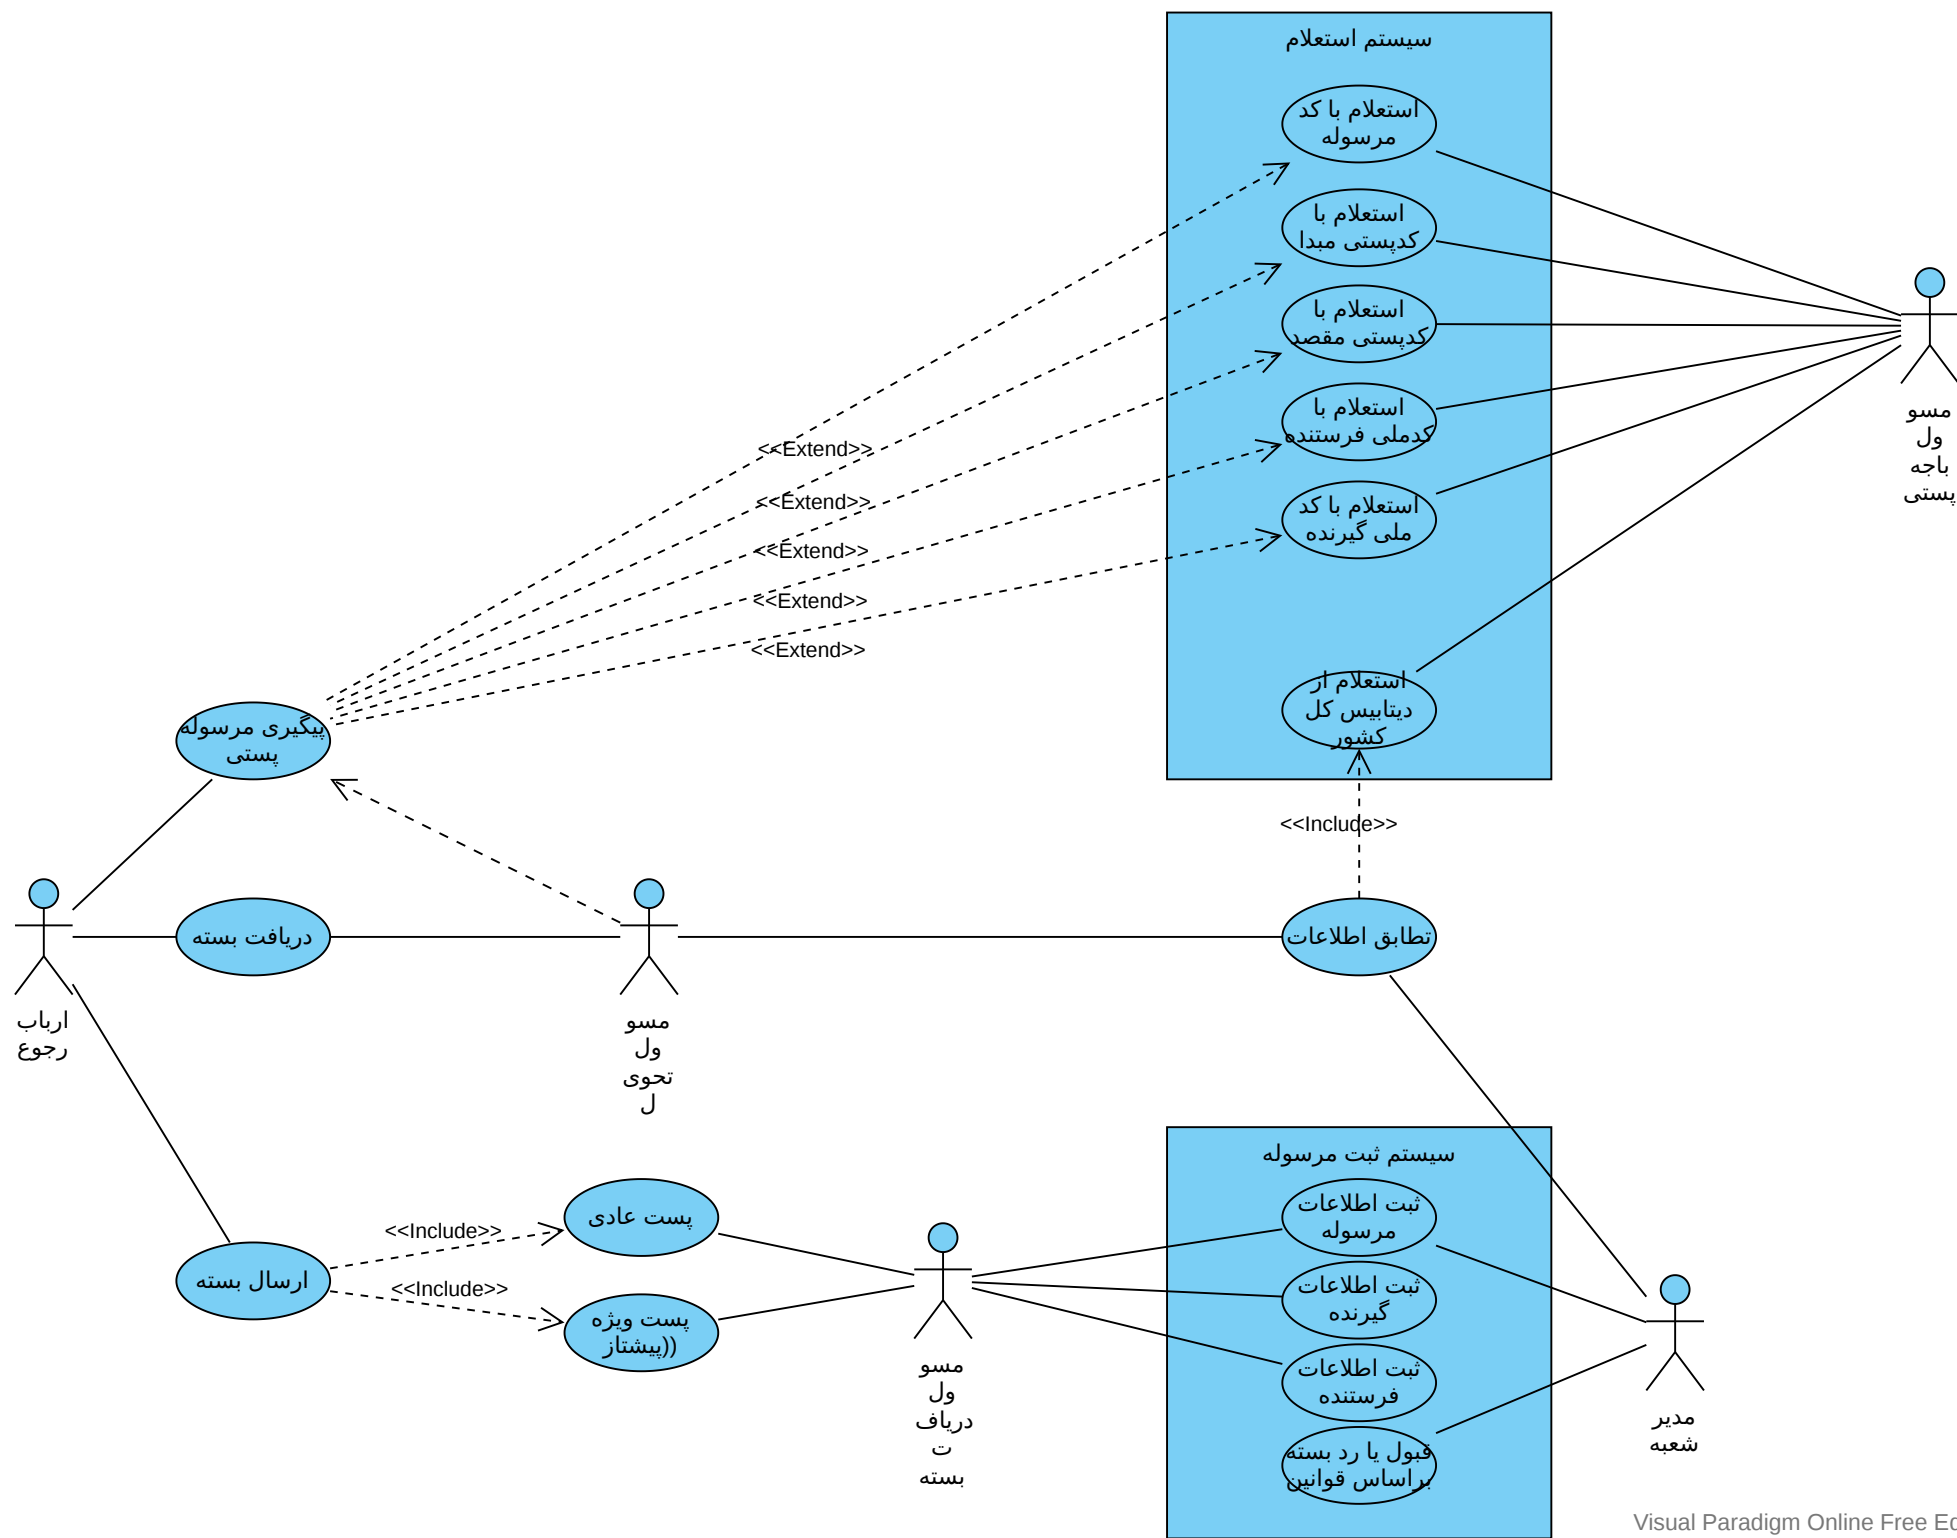 سیستم استعلام
استعلام با کد
مرسوله
استعلام با
کدپستی مبدا
استعلام با
کدپستی مقصد
استعلام با
کدملی فرستنده
استعلام با کد
ملی گیرنده
استعلام از
دیتابیس کل
کشور
مسو
ول
باجه
پستی
<<Extend>>
<<Extend>>
<<Extend>>
<<Extend>>
<<Extend>>
پیگیری مرسوله
پستی
<<Include>>
دریافت بسته
تطابق اطلاعات
ارباب
رجوع
مسو
ول
تحوی
ل
سیستم ثبت مرسوله
ثبت اطلاعات
مرسوله
ثبت اطلاعات
گیرنده
ثبت اطلاعات
فرستنده
قبول یا رد بسته
براساس قوانین
پست عادی
<<Include>>
ارسال بسته
<<Include>>
پست ویژه
((پیشتاز
مسو
ول
دریاف
ت
بسته
مدیر
شعبه
Visual Paradigm Online Free